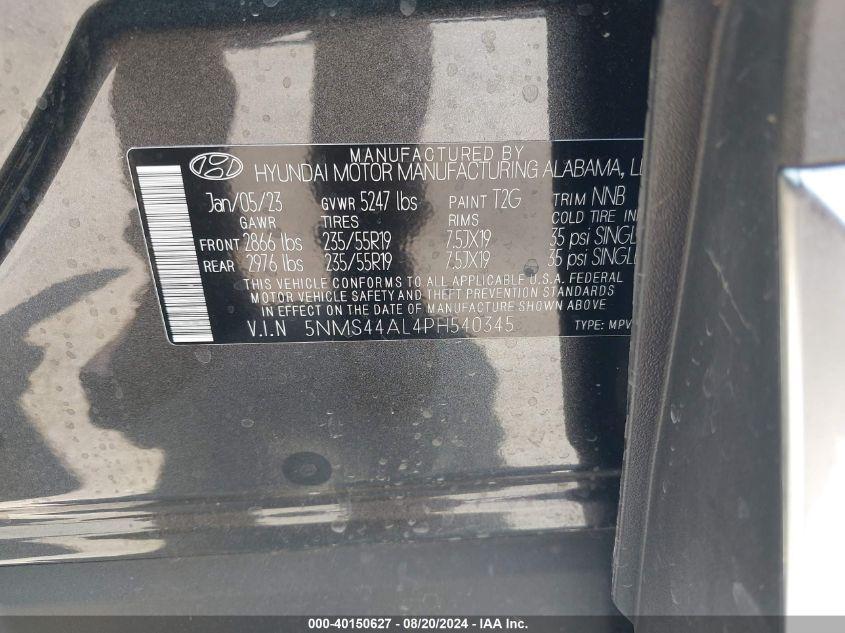 MANUFACTURED BY
HYUNDAI MOTOR MANUFACTURING ALABAMA,
Jan/05/23 GVWR 5247 lbs PAINT T2G TRIM NNB
GAWR TIRES RIMS COLD TIRE IN
FRONT 2866 lbs 235/55R19 7.5JX19 35 psi SINGL
REAR 2976 lbs 235/55R19 7.5JX19 35 psi SINGL
THIS VEHICLE CONFORMS TO ALL APPLICABLE U.S.A. FEDERAL
MOTOR VEHICLE SAFETY AND THEFT PREVENTION STANDARDS
IN EFFECT ON THE DATE OF MANUFACTURE SHOWN ABOVE
V.I.N 5NMS44AL4PH540345 TYPE: MPV
000-40150627 - 08/20/2024 - IAA Inc.